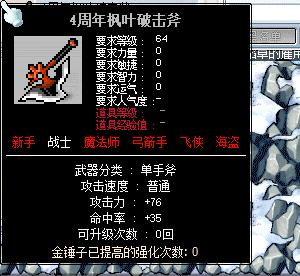 4周年枫叶破击斧
要求等级: 64
要求力量: 0
要求敏捷: 0
要求智力: 0
要求运气: 0
要求人气度: -
道具等级: -
道具经验值: -
新手 战士 魔法师 弓箭手 飞侠 海盗
武器分类 : 单手斧
攻击速度 : 普通
攻击力 : +76
命中率 : +35
可升级次数 : 0回
金锤子已提高的强化次数: 0